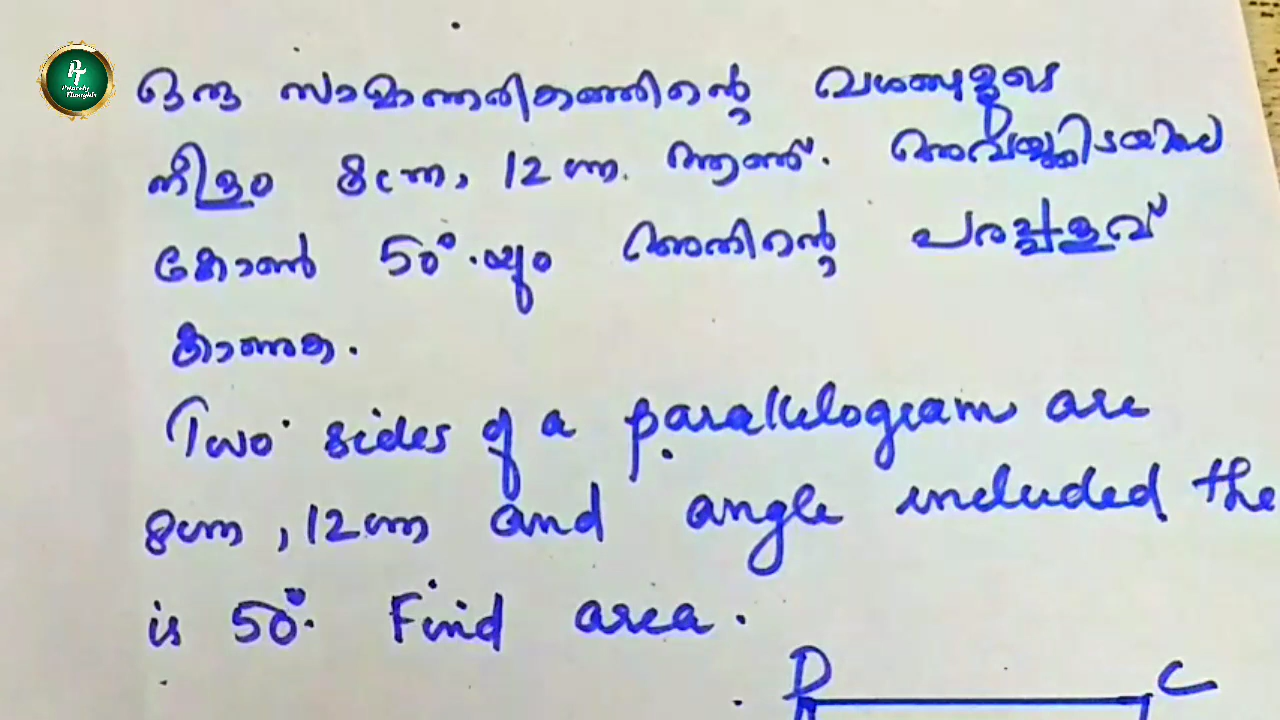 ഒരു സാമാന്തരികത്തിന്റെ വശങ്ങളുടെ
നീളം 8cm, 12cm. ആണ്. അവയ്ക്കിടയിലെ
കോൺ 50°.യും അതിന്റെ പരപ്പളവ്
കാണുക.
Two sides of a parallelogram are
8cm, 12cm and angle included the
is 50°. Find area.
D C